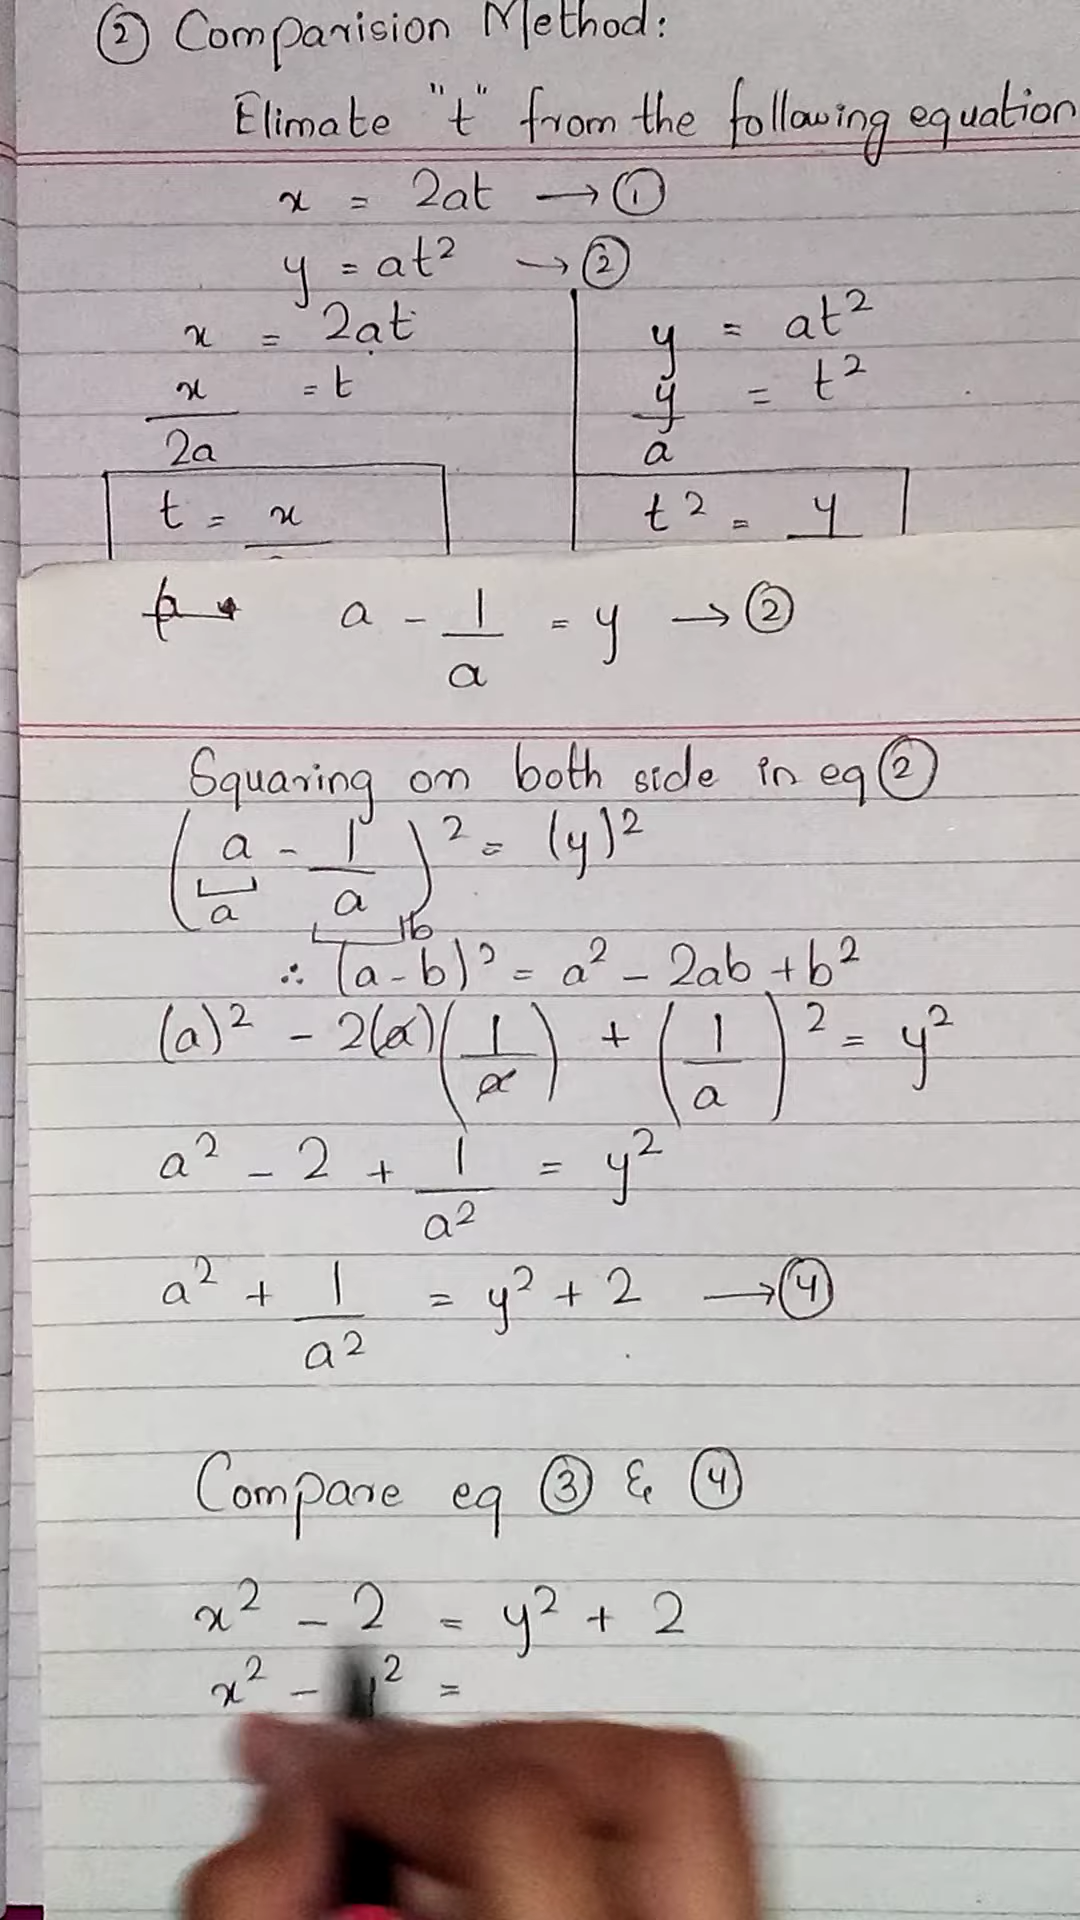 ② Comparision Method:
Elimate "t" from the following equation
x = 2at → ①
y = at² → ②
x = 2at
x/2a = t
t = x
y = at²
y/a = t²
t² = y
a - 1/a = y → ②
Squaring on both side in eq ②
(a - 1/a)² = (y)²
a b
∴ (a-b)² = a² - 2ab + b²
(a)² - 2(a)(1/a) + (1/a)² = y²
a² - 2 + 1/a² = y²
a² + 1/a² = y² + 2 → ④
Compare eq ③ & ④
x² - 2 = y² + 2
x² - y² =